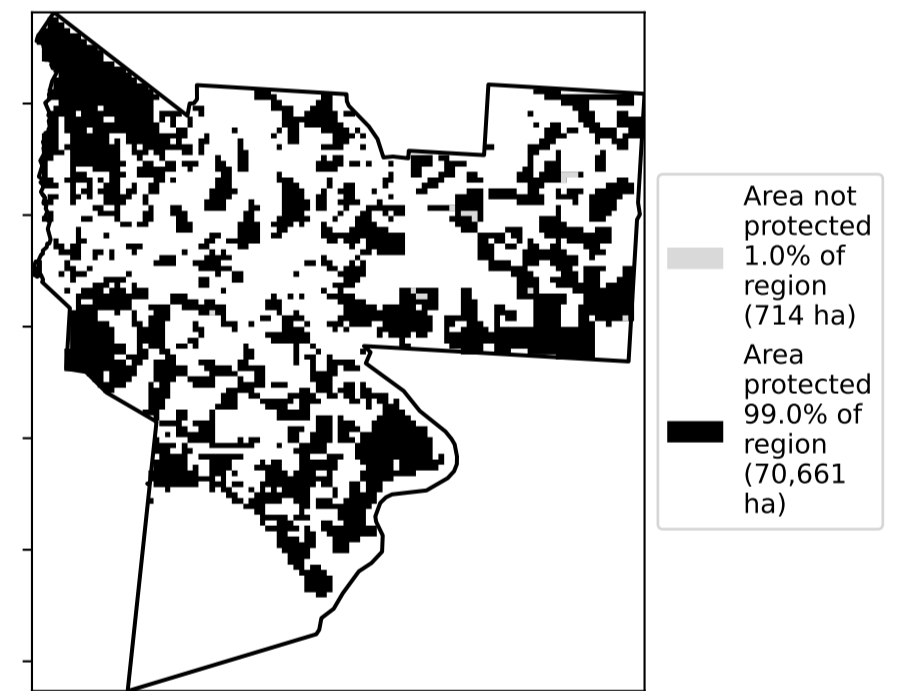 Area not
protected
1.0% of
region
(714 ha)
Area
protected
99.0% of
region
(70,661
ha)